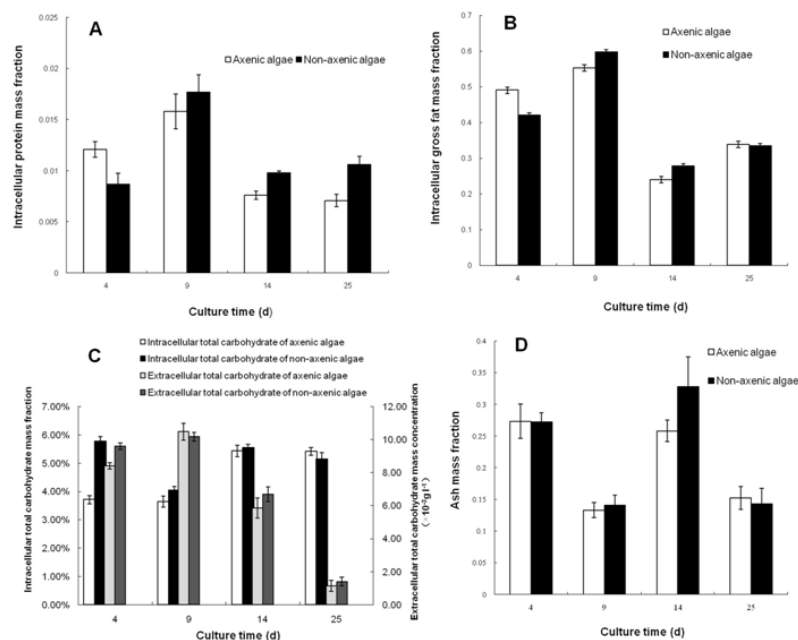 A
Axenic algae
Non-axenic algae
Intracellular protein mass fraction
0.025
0.02
0.015
0.01
0.005
0
4
9
14
25
Culture time (d)
B
Axenic algae
Non-axenic algae
Intracellular gross fat mass fraction
0.7
0.6
0.5
0.4
0.3
0.2
0.1
0
4
9
14
25
Culture time (d)
C
Intracellular total carbohydrate of axenic algae
Intracellular total carbohydrate of non-axenic algae
Extracellular total carbohydrate of axenic algae
Extracellular total carbohydrate of non-axenic algae
Intracellular total carbohydrate mass fraction
7.00%
6.00%
5.00%
4.00%
3.00%
2.00%
1.00%
0.00%
12.00
10.00
8.00
6.00
4.00
2.00
0.00
Extracellular total carbohydrate mass concentration
(×10⁻³gl⁻¹)
4
9
14
25
Culture time (d)
D
Axenic algae
Non-axenic algae
Ash mass fraction
0.4
0.35
0.3
0.25
0.2
0.15
0.1
0.05
0
4
9
14
25
Culture time (d)